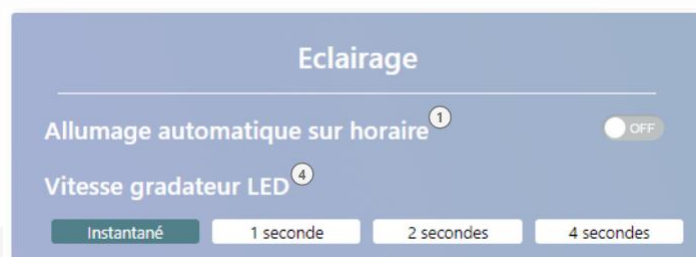 Eclairage
Allumage automatique sur horaire 1
OFF
Vitesse gradateur LED 4
Instantané 1 seconde 2 secondes 4 secondes